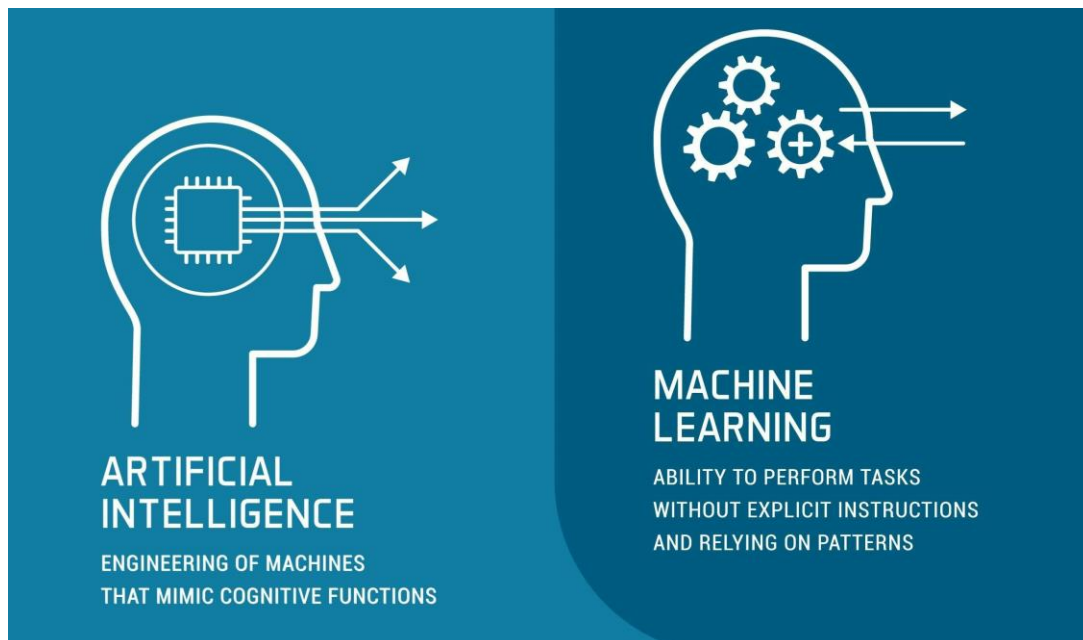 ARTIFICIAL
INTELLIGENCE
ENGINEERING OF MACHINES
THAT MIMIC COGNITIVE FUNCTIONS
MACHINE
LEARNING
ABILITY TO PERFORM TASKS
WITHOUT EXPLICIT INSTRUCTIONS
AND RELYING ON PATTERNS